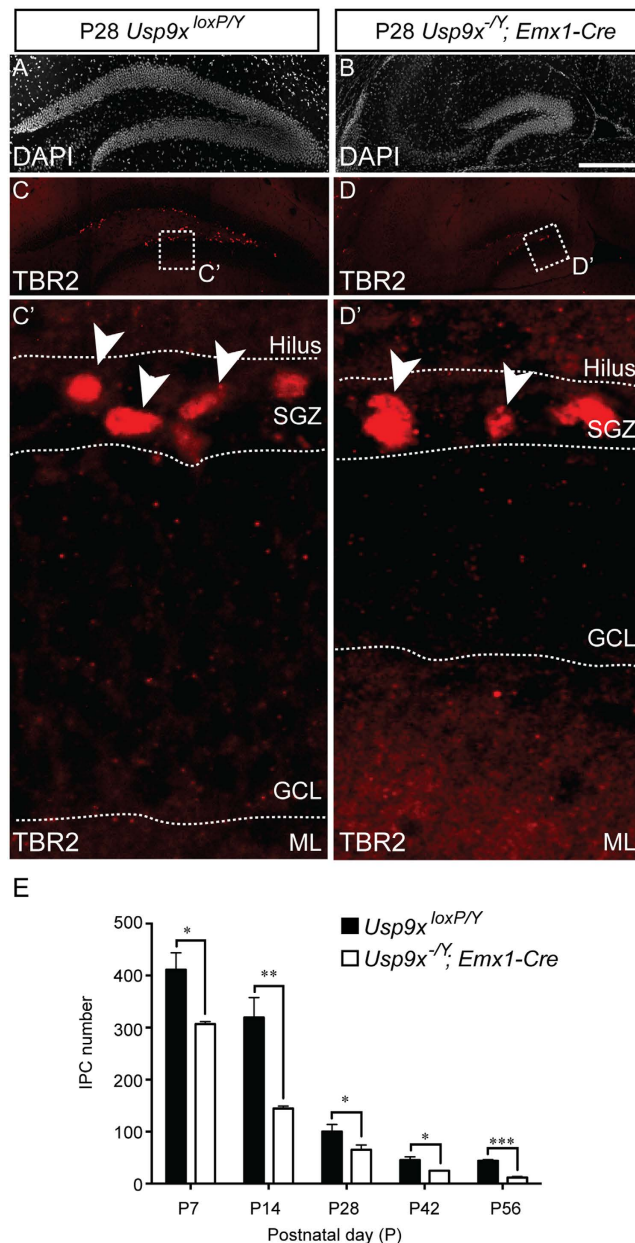 P28 Usp9x loxP/Y
P28 Usp9x -/Y; Emx1-Cre
A
DAPI
B
DAPI
C
C'
TBR2
D
D'
TBR2
C'
Hilus
SGZ
GCL
TBR2
ML
D'
Hilus
SGZ
GCL
TBR2
ML
E
500
400
300
200
100
0
IPC number
Usp9x loxP/Y
Usp9x -/Y; Emx1-Cre
*
**
*
*
***
P7
P14
P28
P42
P56
Postnatal day (P)